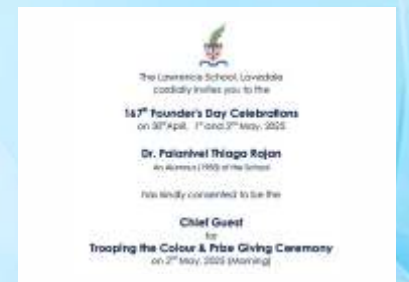 The Lawrence School, Lovedale
cordially invites you to the
167th Founder's Day Celebrations
on 30th April, 1st and 2nd May, 2025
Dr. Palanivel Thiaga Rajan
An Alumnus of the School
has kindly consented to be the
Chief Guest
for
Trooping the Colour & Prize Giving Ceremony
on 2nd May, 2025 (Morning)